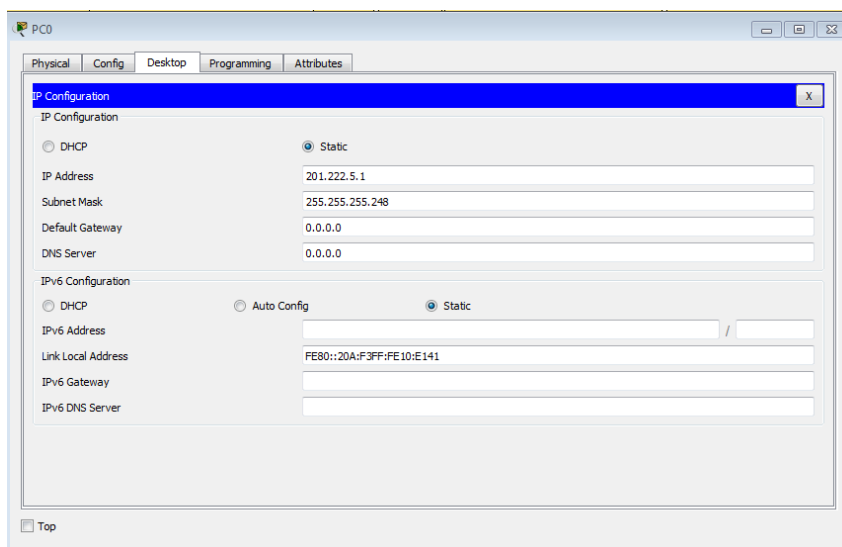 PC0
Physical Config Desktop Programming Attributes
IP Configuration X
IP Configuration
DHCP Static
IP Address 201.222.5.1
Subnet Mask 255.255.255.248
Default Gateway 0.0.0.0
DNS Server 0.0.0.0
IPv6 Configuration
DHCP Auto Config Static
IPv6 Address /
Link Local Address FE80::20A:F3FF:FE10:E141
IPv6 Gateway
IPv6 DNS Server
Top